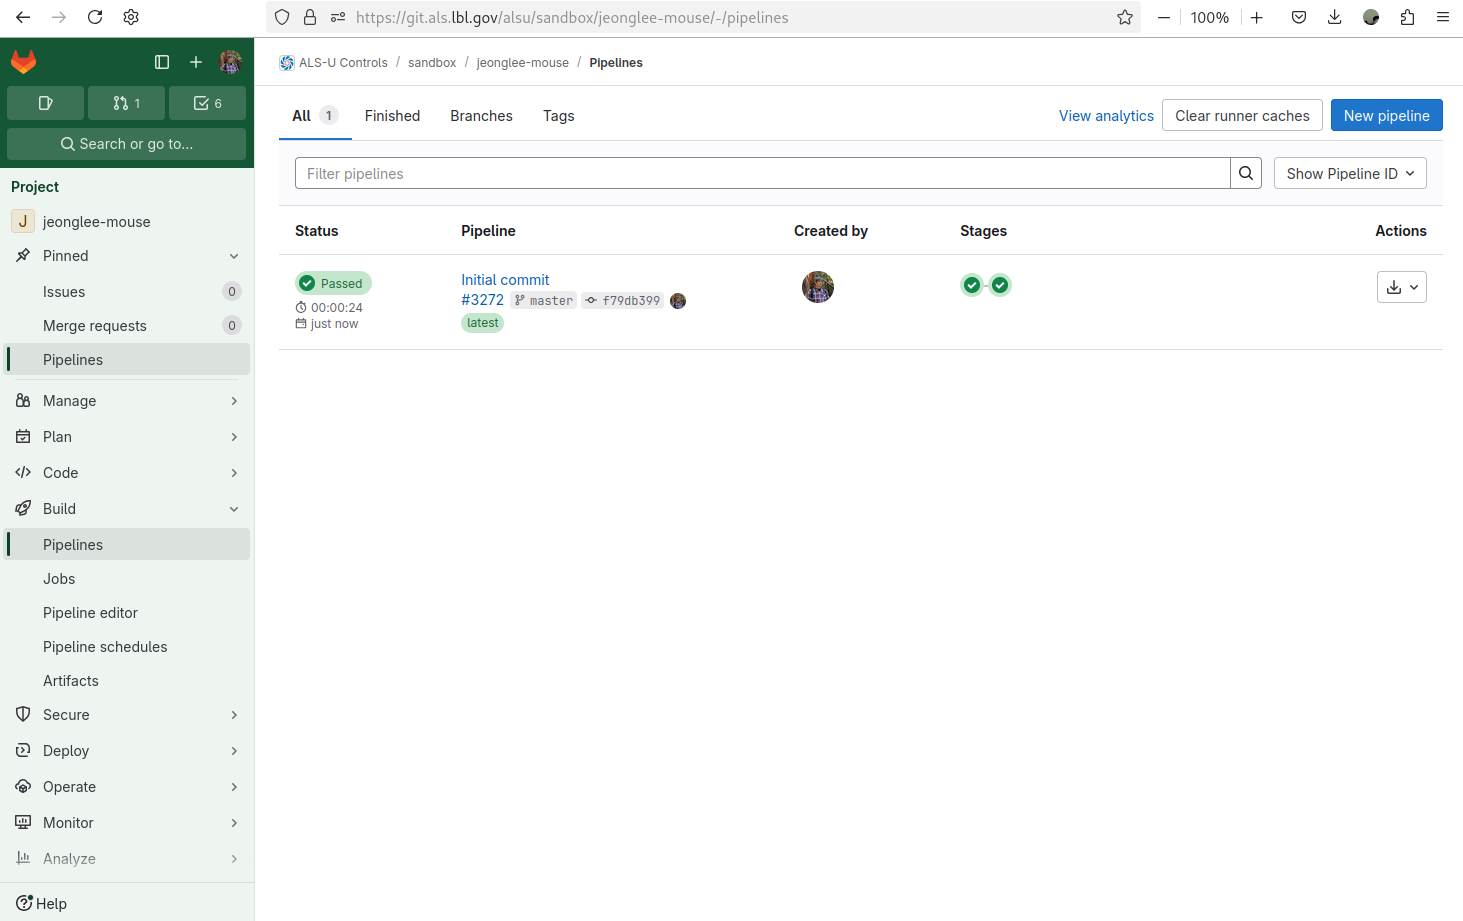 https://git.als.lbl.gov/alsu/sandbox/jeonglee-mouse/-/pipelines
100%
1
6
Search or go to...
Project
J jeonglee-mouse
Pinned
Issues 0
Merge requests 0
Pipelines
Manage
Plan
Code
Build
Pipelines
Jobs
Pipeline editor
Pipeline schedules
Artifacts
Secure
Deploy
Operate
Monitor
Analyze
Help
ALS-U Controls / sandbox / jeonglee-mouse / Pipelines
All 1 Finished Branches Tags
View analytics Clear runner caches New pipeline
Filter pipelines Show Pipeline ID
Status Pipeline Created by Stages Actions
Passed
00:00:24
just now
Initial commit
#3272 master f79db399
latest